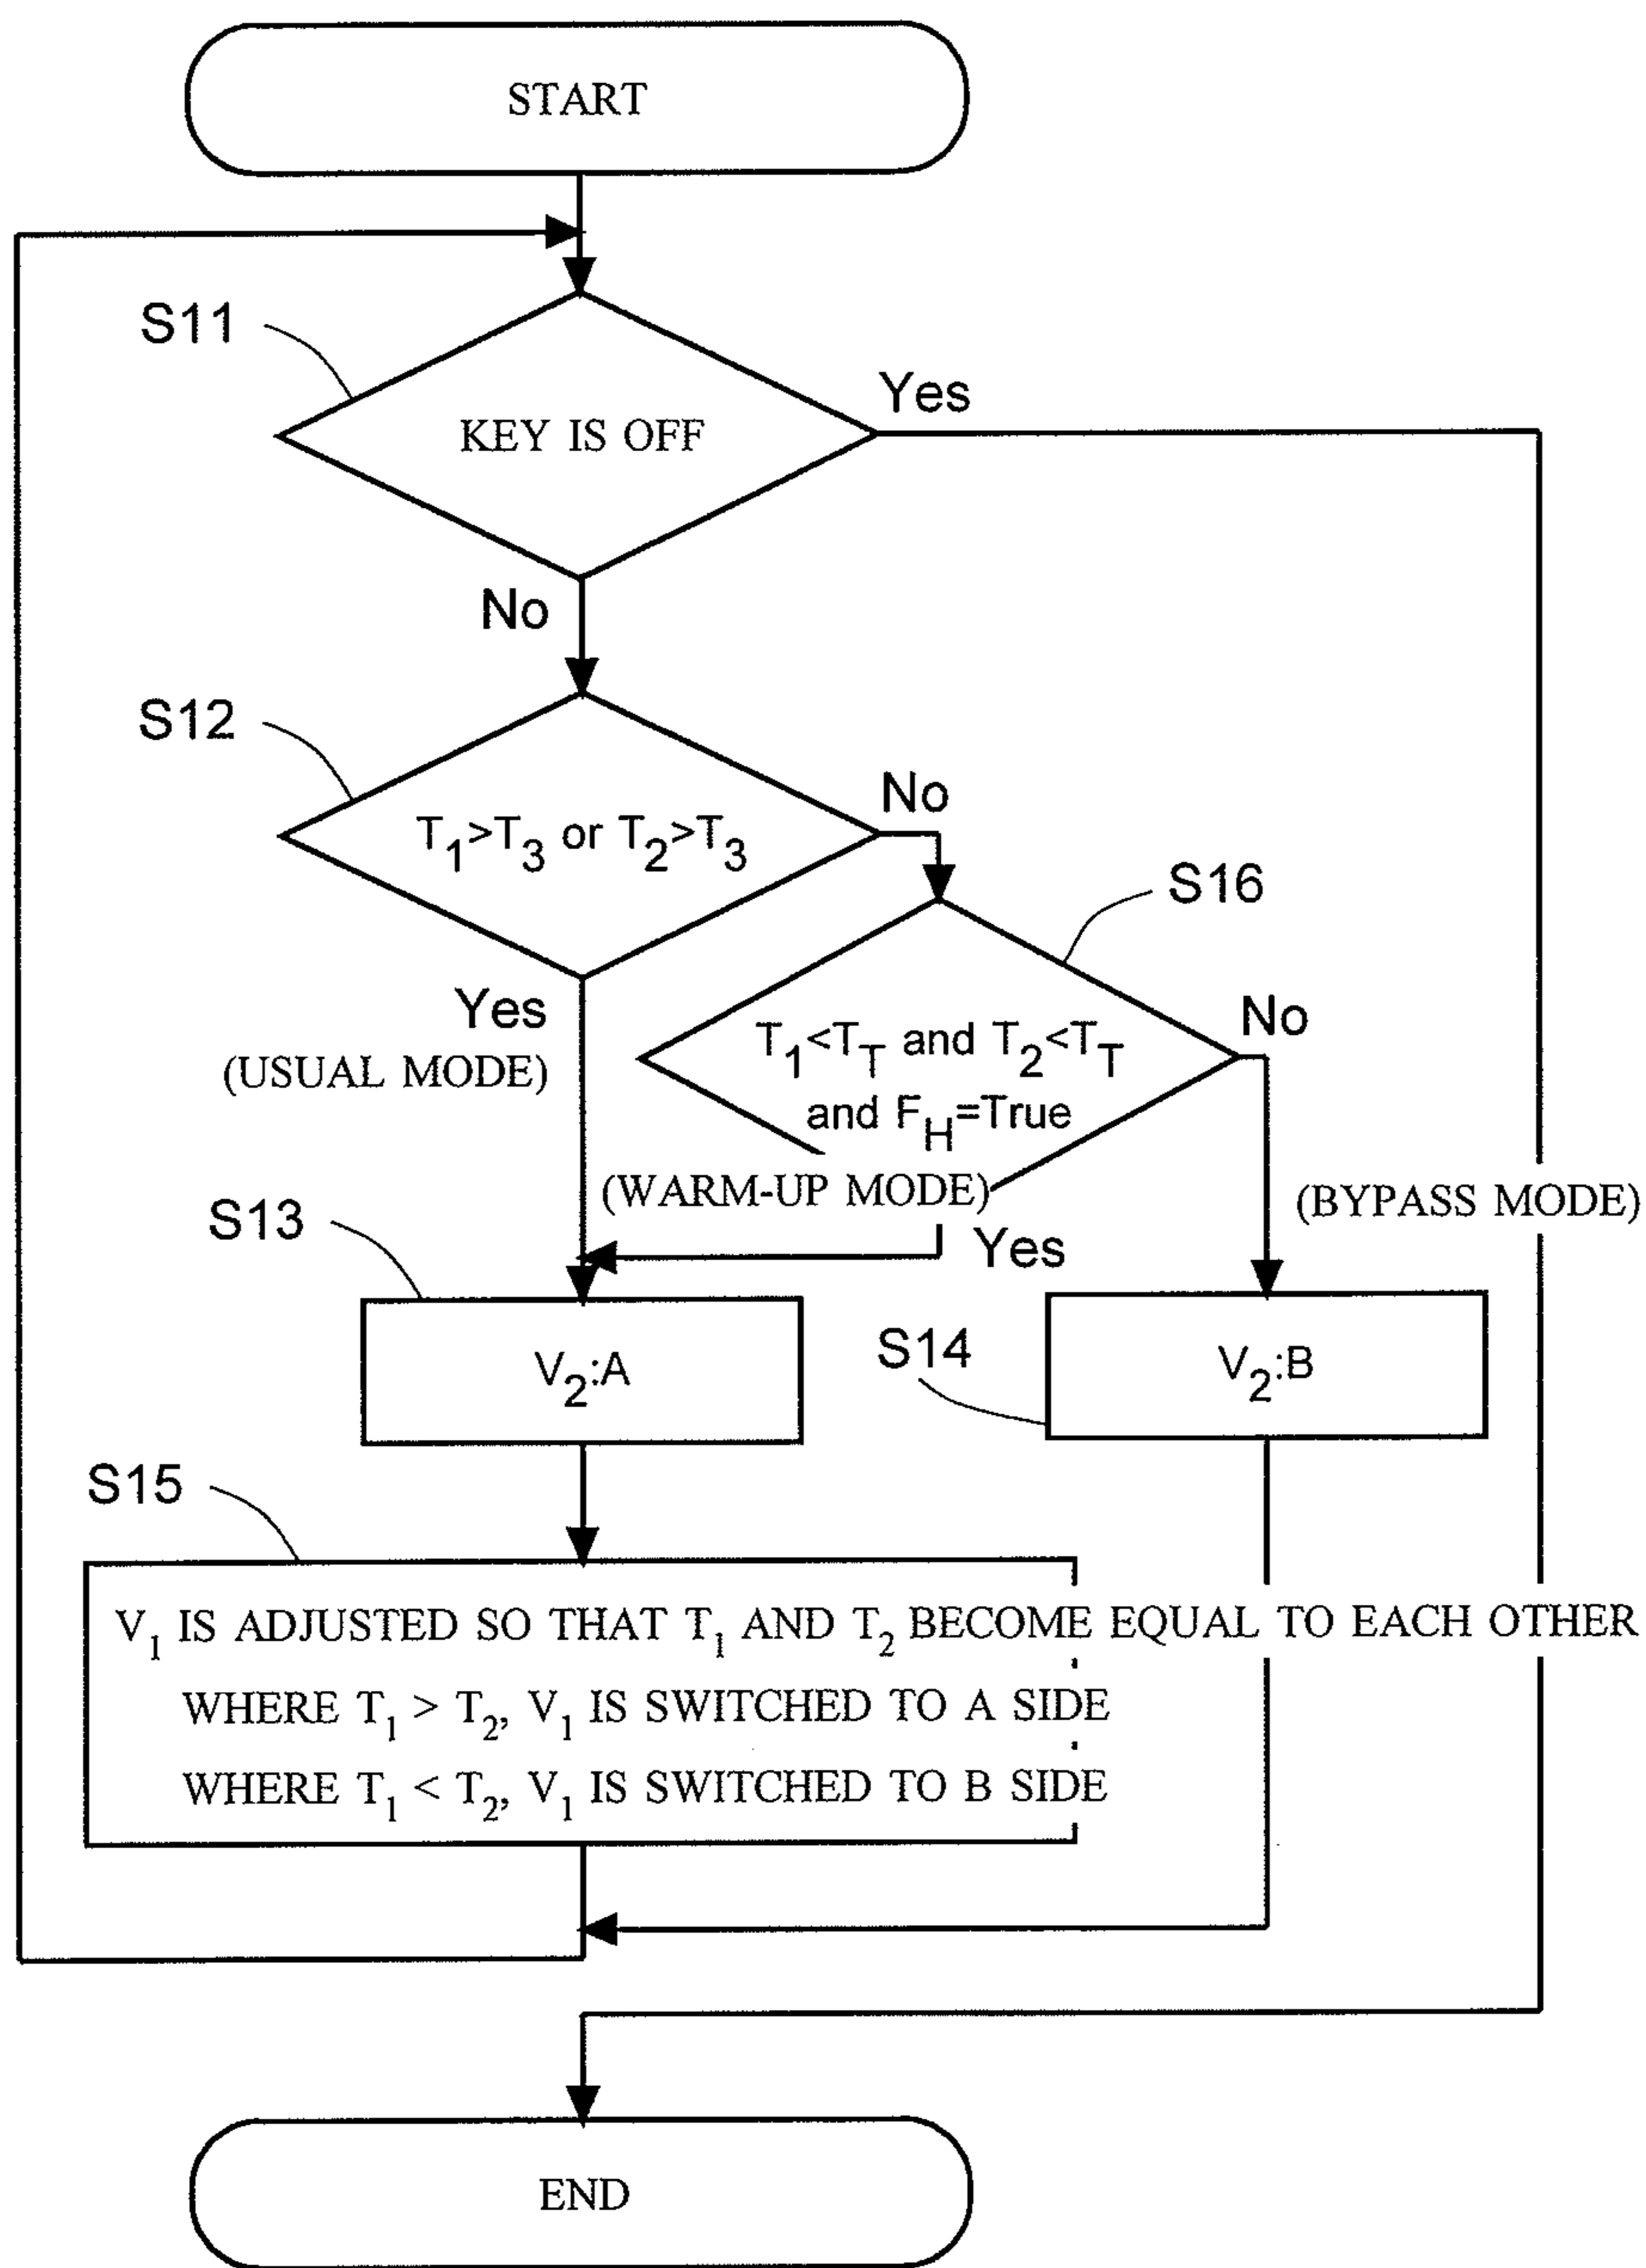 START
S11
Yes
KEY IS OFF
No
S12
No
T₁>T₃ or T₂>T₃
S16
Yes
No
T₁<T_T and T₂<T_T
(USUAL MODE)
and F_H=True
(WARM-UP MODE)
(BYPASS MODE)
S13
Yes
V₂:A
S14
V₂:B
S15
V₁ IS ADJUSTED SO THAT T₁ AND T₂ BECOME EQUAL TO EACH OTHER
WHERE T₁ > T₂, V₁ IS SWITCHED TO A SIDE
WHERE T₁ < T₂, V₁ IS SWITCHED TO B SIDE
END